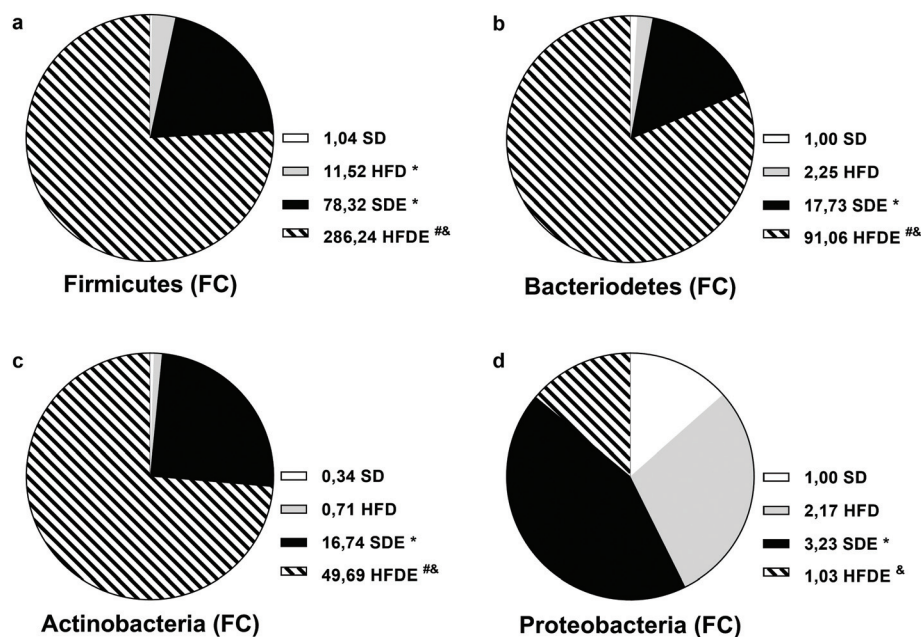 a
1,04 SD
11,52 HFD *
78,32 SDE *
286,24 HFDE #&
Firmicutes (FC)
b
1,00 SD
2,25 HFD
17,73 SDE *
91,06 HFDE #&
Bacteriodetes (FC)
c
0,34 SD
0,71 HFD
16,74 SDE *
49,69 HFDE #&
Actinobacteria (FC)
d
1,00 SD
2,17 HFD
3,23 SDE *
1,03 HFDE &
Proteobacteria (FC)